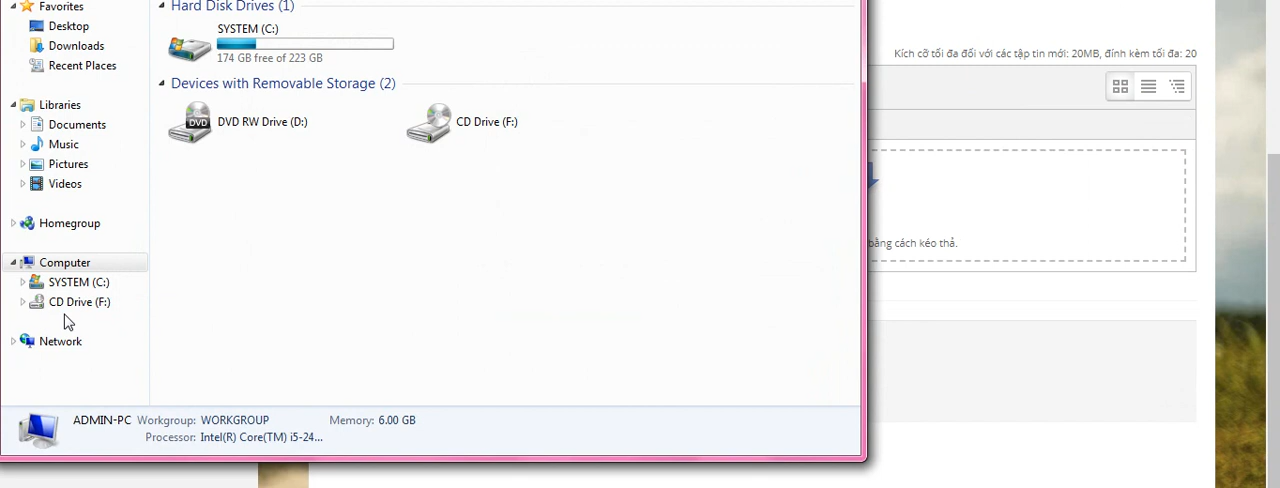 Favorites
Desktop
Downloads
Recent Places
Libraries
Documents
Music
Pictures
Videos
Homegroup
Computer
SYSTEM (C:)
CD Drive (F:)
Network
Hard Disk Drives (1)
SYSTEM (C:)
174 GB free of 223 GB
Devices with Removable Storage (2)
DVD
DVD RW Drive (D:)
CD Drive (F:)
ADMIN-PC Workgroup: WORKGROUP Memory: 6.00 GB
Processor: Intel(R) Core(TM) i5-24...
Kích cỡ tối đa đối với các tập tin mới: 20MB, đính kèm tối đa: 20
bằng cách kéo thả.